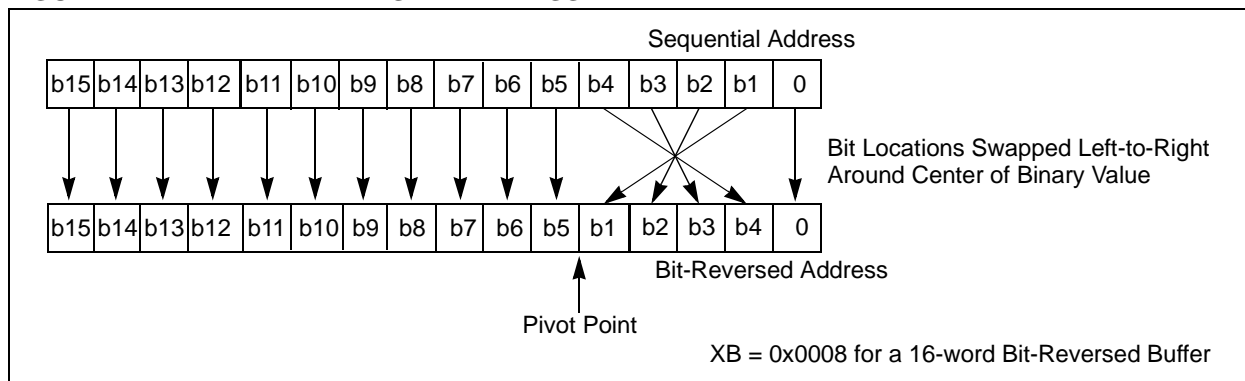 Sequential Address
b15 b14 b13 b12 b11 b10 b9 b8 b7 b6 b5 b4 b3 b2 b1 0
Bit Locations Swapped Left-to-Right
Around Center of Binary Value
b15 b14 b13 b12 b11 b10 b9 b8 b7 b6 b5 b1 b2 b3 b4 0
Bit-Reversed Address
Pivot Point
XB = 0x0008 for a 16-word Bit-Reversed Buffer